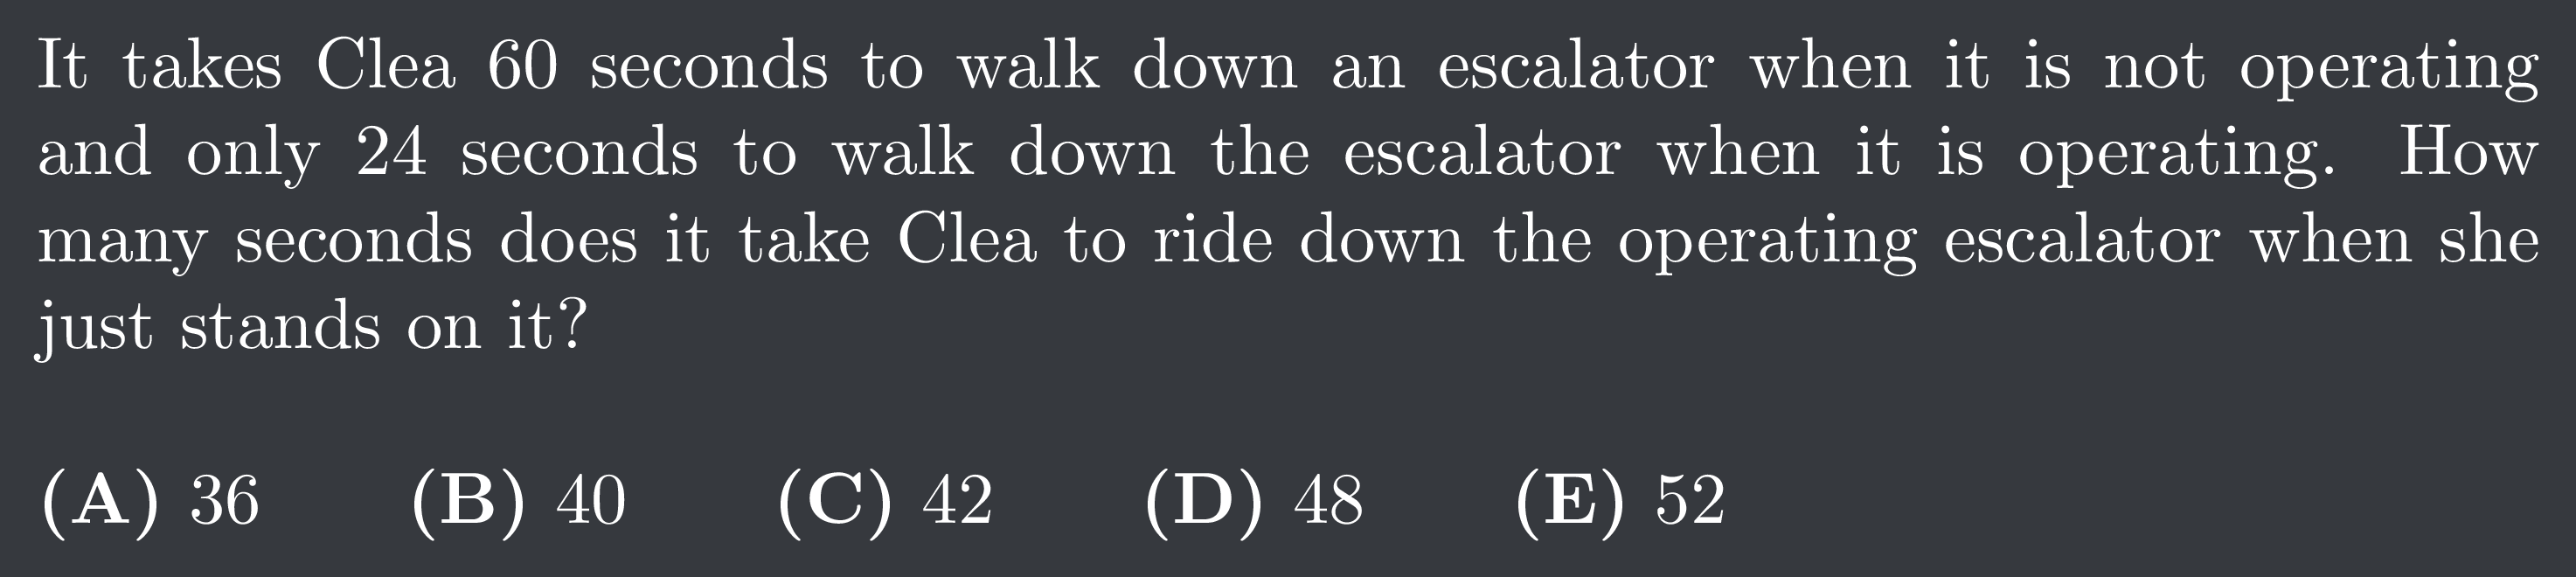 It takes Clea 60 seconds to walk down an escalator when it is not operating
and only 24 seconds to walk down the escalator when it is operating. How
many seconds does it take Clea to ride down the operating escalator when she
just stands on it?
(A) 36 (B) 40 (C) 42 (D) 48 (E) 52